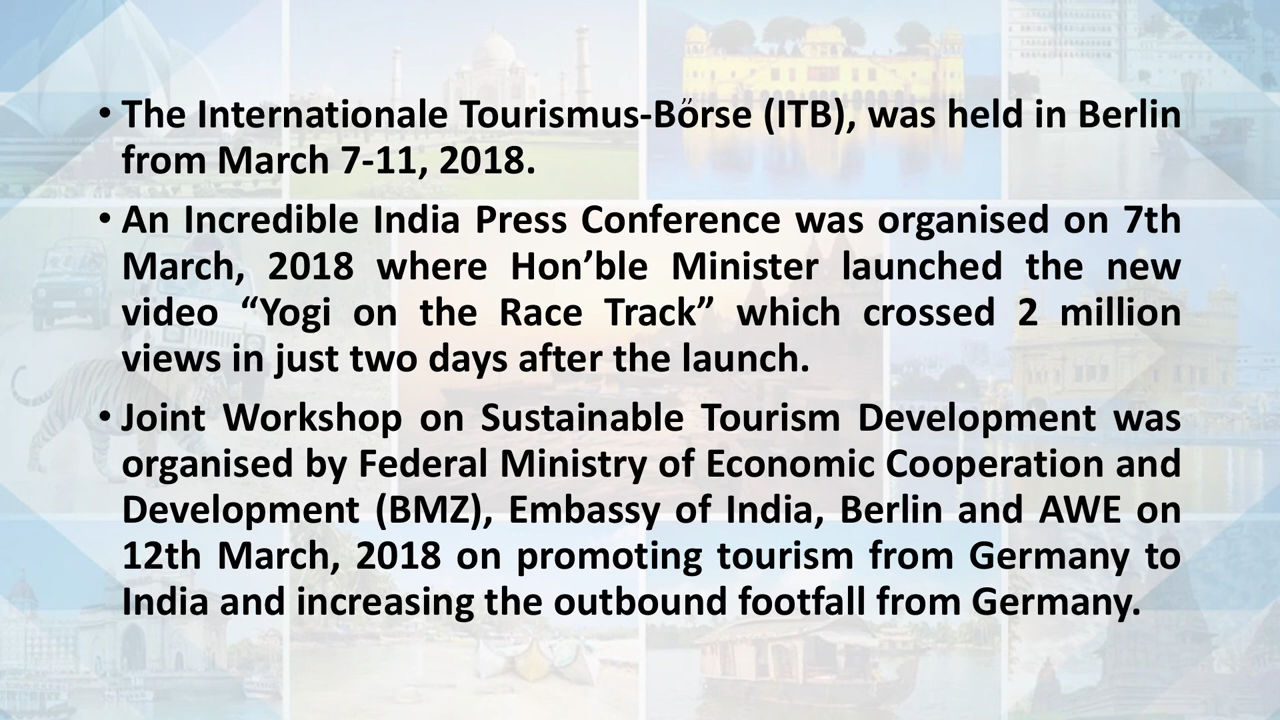 • The Internationale Tourismus-Bőrse (ITB), was held in Berlin
from March 7-11, 2018.
• An Incredible India Press Conference was organised on 7th
March, 2018 where Hon’ble Minister launched the new
video “Yogi on the Race Track” which crossed 2 million
views in just two days after the launch.
• Joint Workshop on Sustainable Tourism Development was
organised by Federal Ministry of Economic Cooperation and
Development (BMZ), Embassy of India, Berlin and AWE on
12th March, 2018 on promoting tourism from Germany to
India and increasing the outbound footfall from Germany.